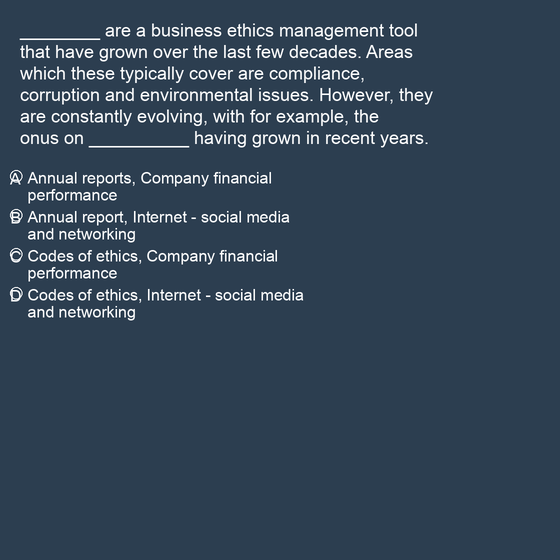 _________ are a business ethics management tool
that have grown over the last few decades. Areas
which these typically cover are compliance,
corruption and environmental issues. However, they
are constantly evolving, with for example, the
onus on ___________ having grown in recent years.
A Annual reports, Company financial
performance
B Annual report, Internet - social media
and networking
C Codes of ethics, Company financial
performance
D Codes of ethics, Internet - social media
and networking